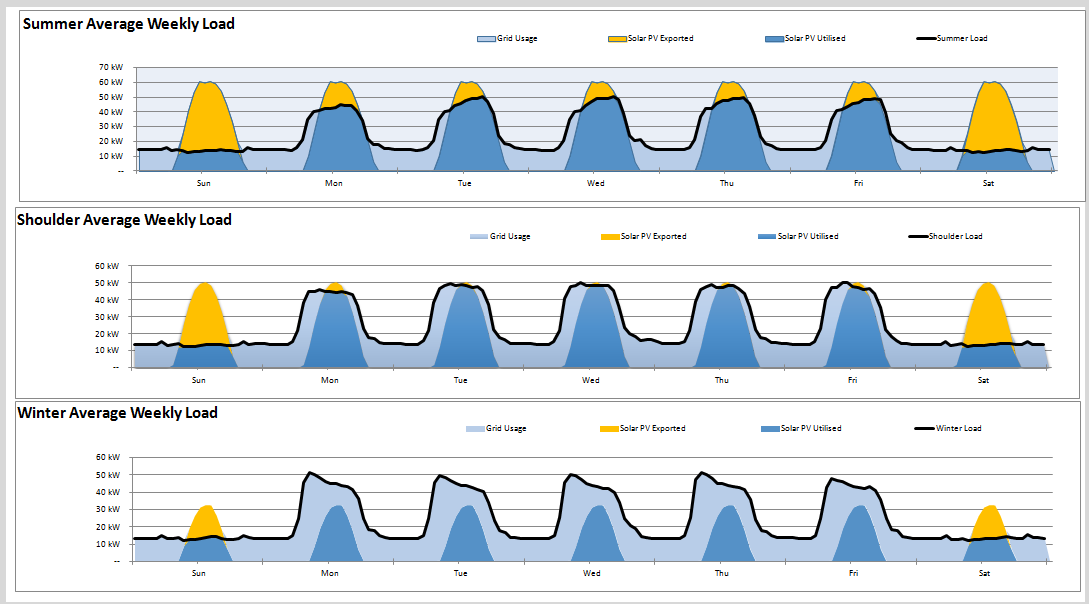 Summer Average Weekly Load
Grid Usage Solar PV Exported Solar PV Utilised Summer Load
70 kW
60 kW
50 kW
40 kW
30 kW
20 kW
10 kW
--
Sun Mon Tue Wed Thu Fri Sat
Shoulder Average Weekly Load
Grid Usage Solar PV Exported Solar PV Utilised Shoulder Load
60 kW
50 kW
40 kW
30 kW
20 kW
10 kW
--
Sun Mon Tue Wed Thu Fri Sat
Winter Average Weekly Load
Grid Usage Solar PV Exported Solar PV Utilised Winter Load
60 kW
50 kW
40 kW
30 kW
20 kW
10 kW
--
Sun Mon Tue Wed Thu Fri Sat